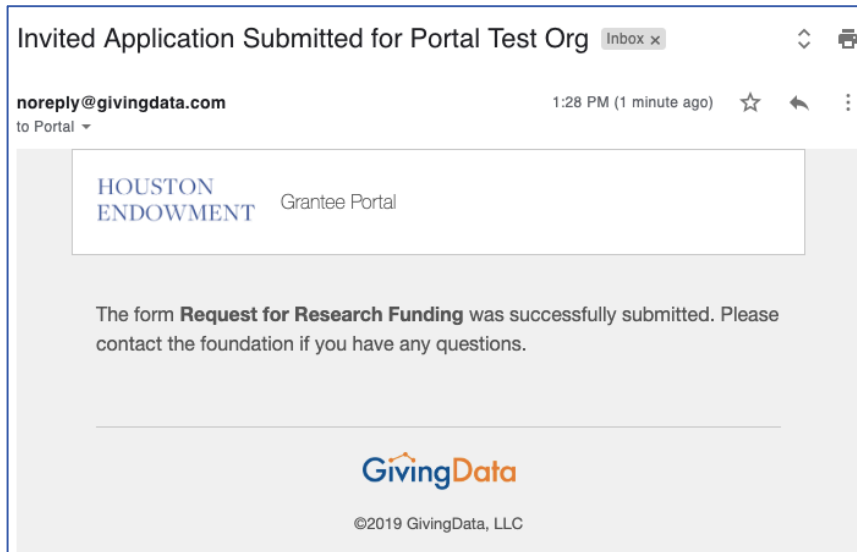 Invited Application Submitted for Portal Test Org Inbox x
noreply@givingdata.com 1:28 PM (1 minute ago)
to Portal
HOUSTON
ENDOWMENT Grantee Portal
The form Request for Research Funding was successfully submitted. Please
contact the foundation if you have any questions.
GivingData
©2019 GivingData, LLC